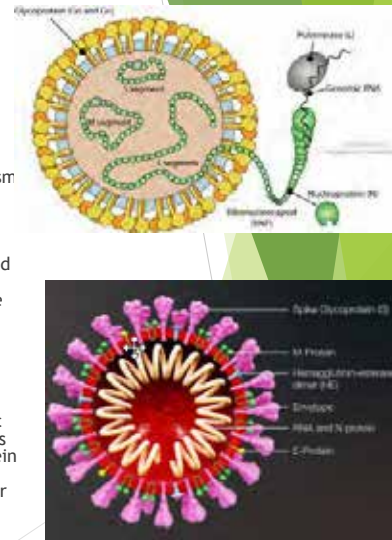 Glycoprotein (Gn and Gc)
Polymerase (L)
Genomic RNA
S segment
M segment
L segment
Nucleoprotein (N)
(RNP)
sm
d
e
s
ein
r
Spike Glycoprotein (S)
M-Protein
Hemagglutinin-esterase
dimer (HE)
Envelope
RNA and N protein
E-Protein